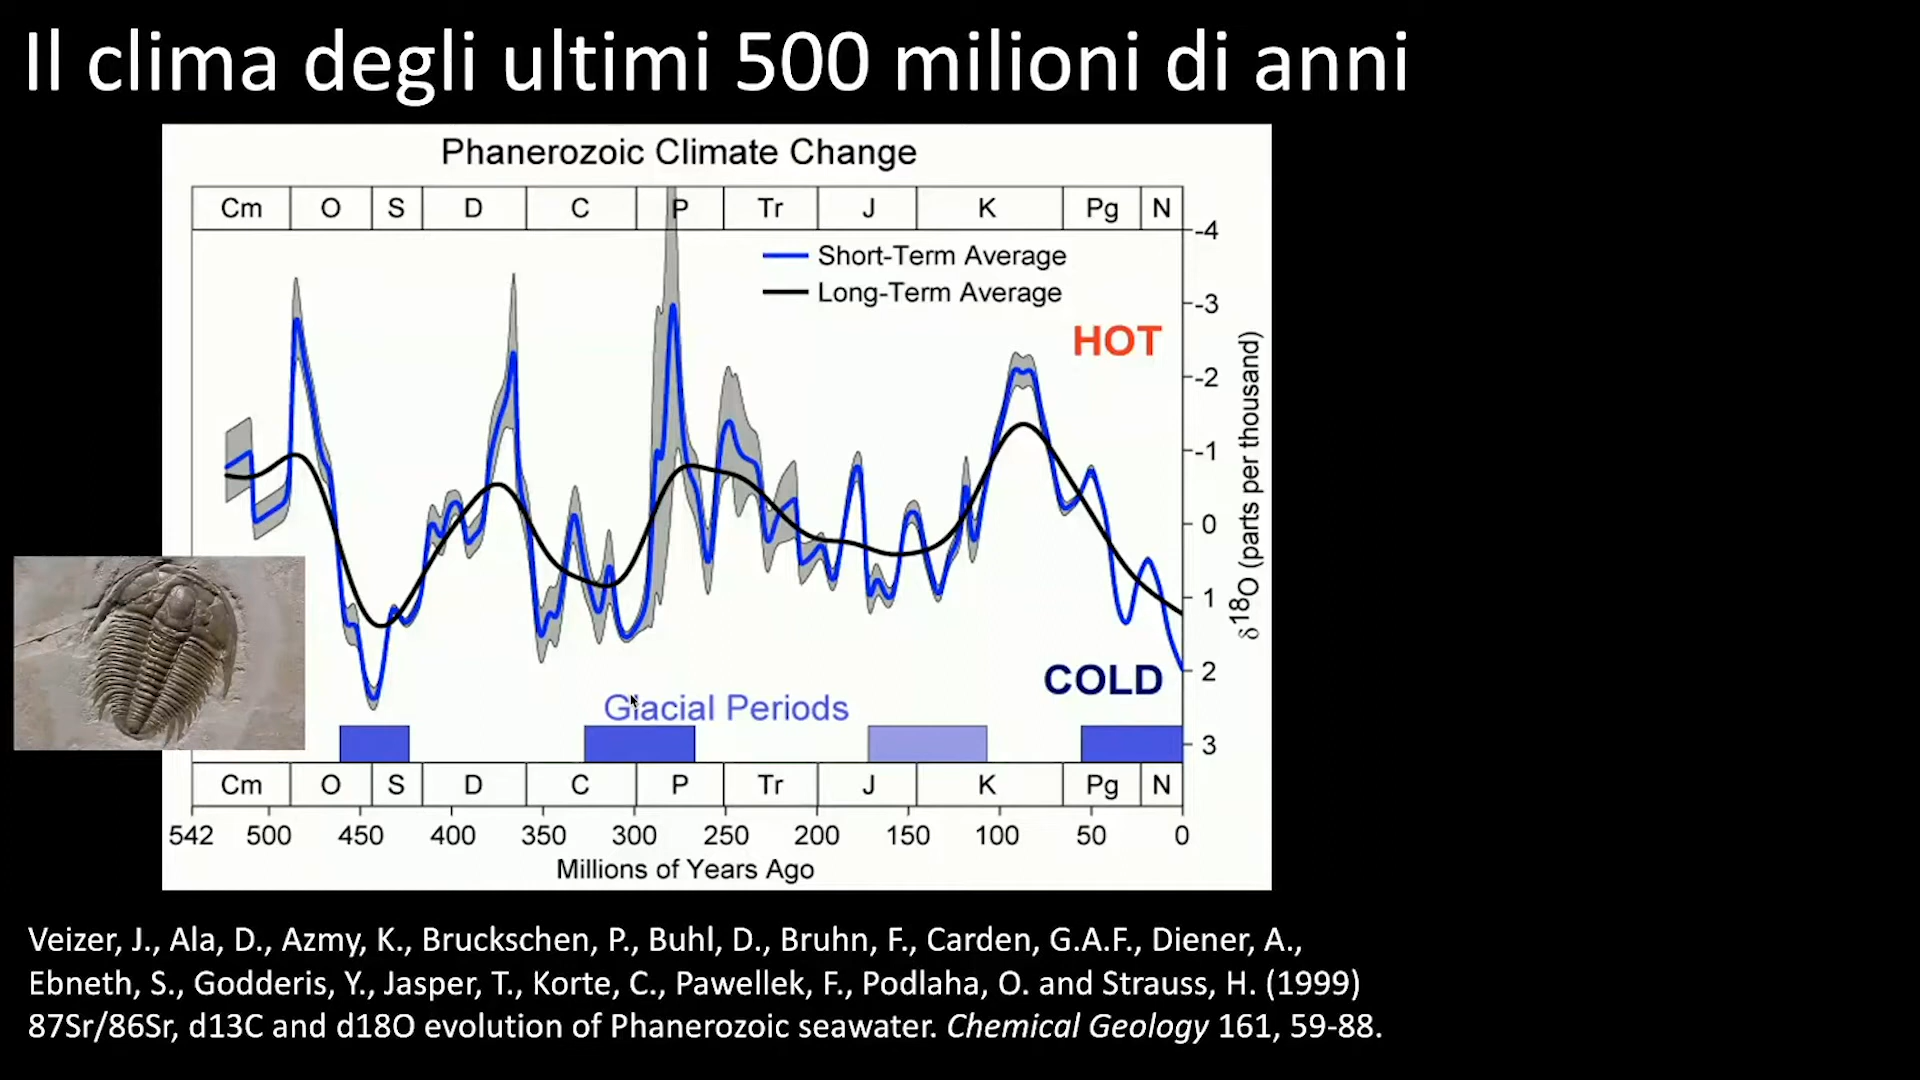 Il clima degli ultimi 500 milioni di anni
Phanerozoic Climate Change
Cm O S D C P Tr J K Pg N
Short-Term Average
Long-Term Average
HOT
COLD
Glacial Periods
-4
-3
-2
-1
0
1
2
3
δ18O (parts per thousand)
Cm O S D C P Tr J K Pg N
542 500 450 400 350 300 250 200 150 100 50 0
Millions of Years Ago
Veizer, J., Ala, D., Azmy, K., Bruckschen, P., Buhl, D., Bruhn, F., Carden, G.A.F., Diener, A.,
Ebneth, S., Godderis, Y., Jasper, T., Korte, C., Pawellek, F., Podlaha, O. and Strauss, H. (1999)
87Sr/86Sr, d13C and d18O evolution of Phanerozoic seawater. Chemical Geology 161, 59-88.